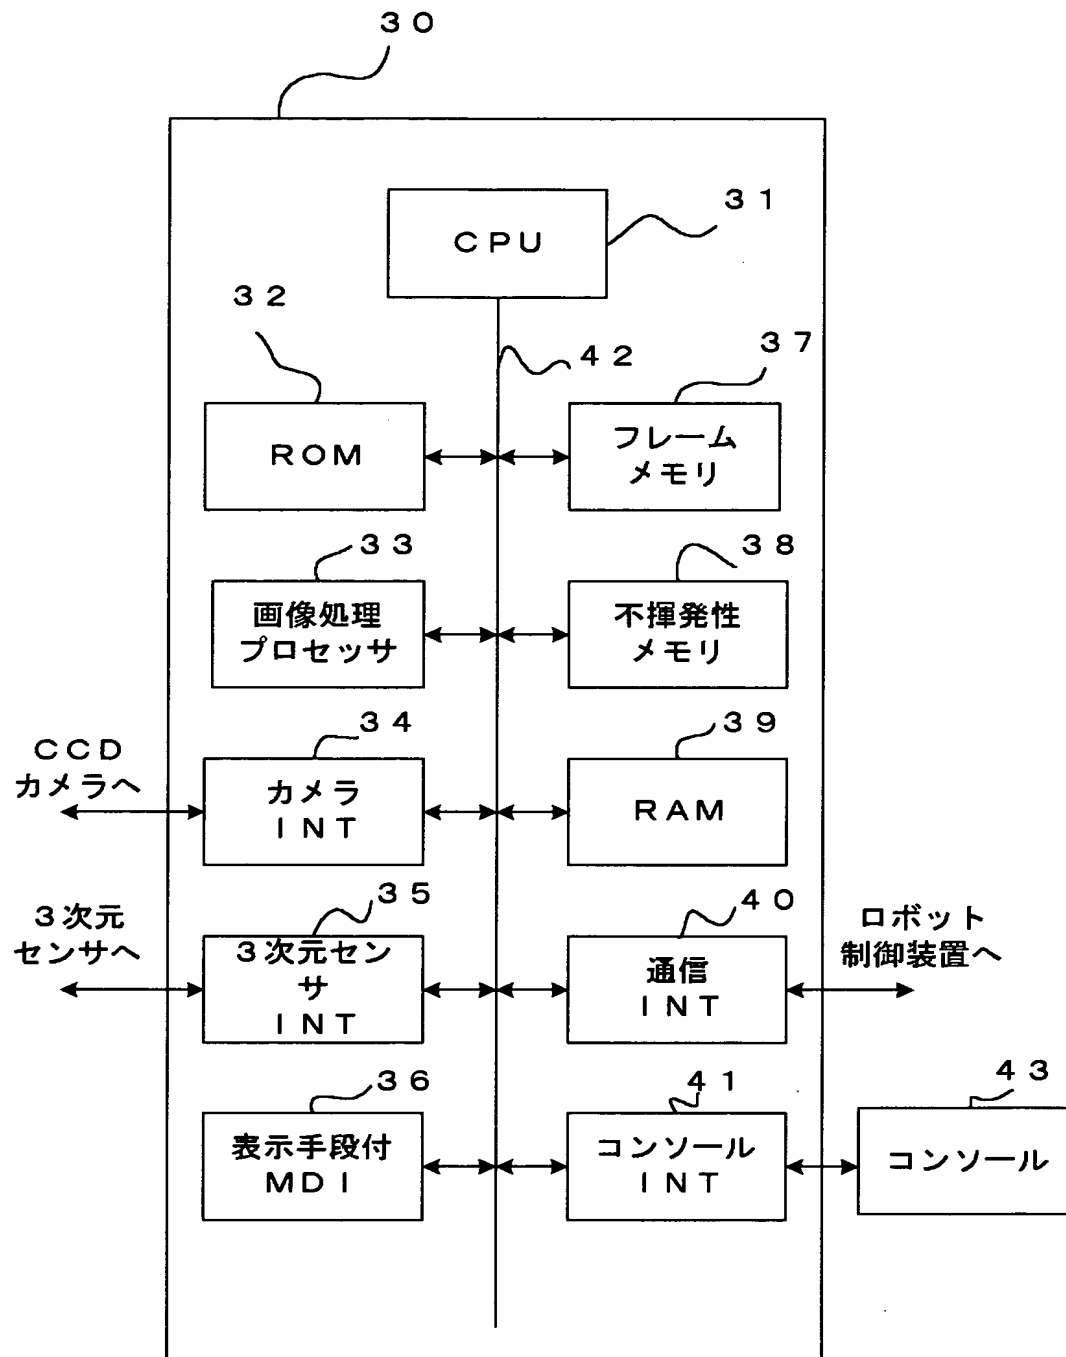 ３０
３１
ＣＰＵ
３２
４２
３７
ＲＯＭ
フレーム
メモリ
３３
３８
画像処理
プロセッサ
不揮発性
メモリ
３４
３９
ＣＣＤ
カメラへ
カメラ
ＩＮＴ
ＲＡＭ
３５
４０
３次元
センサへ
３次元セン
サ
ＩＮＴ
通信
ＩＮＴ
ロボット
制御装置へ
３６
４１
４３
表示手段付
ＭＤＩ
コンソール
ＩＮＴ
コンソール